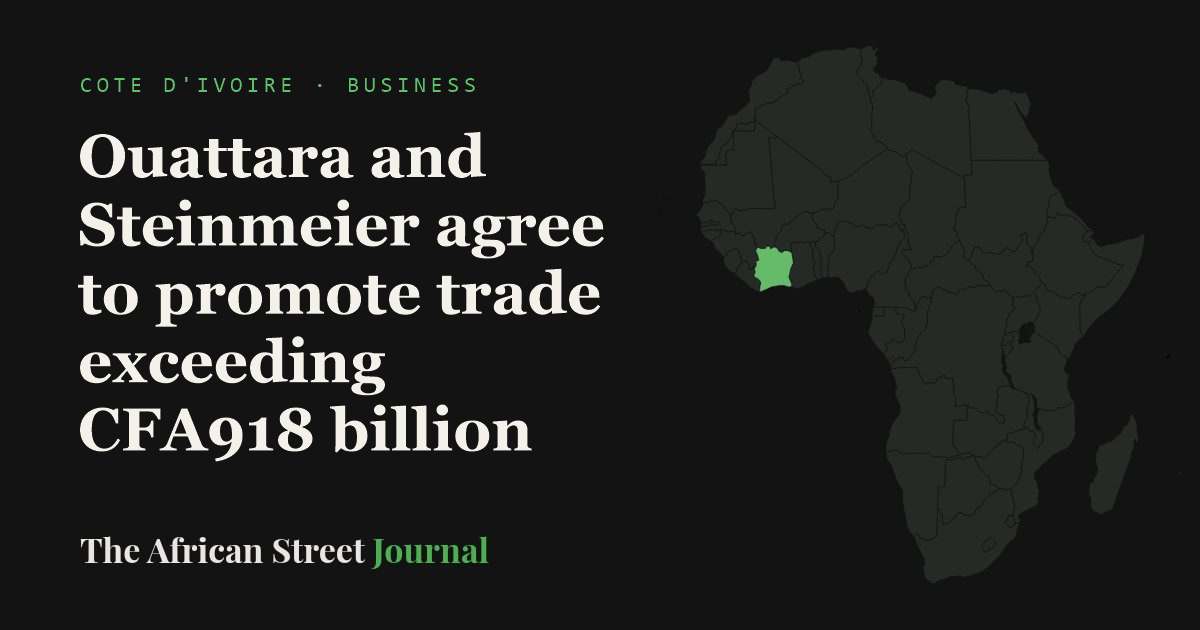 COTE D'IVOIRE · BUSINESS
Ouattara and
Steinmeier agree
to promote trade
exceeding
CFA918 billion
The African Street Journal